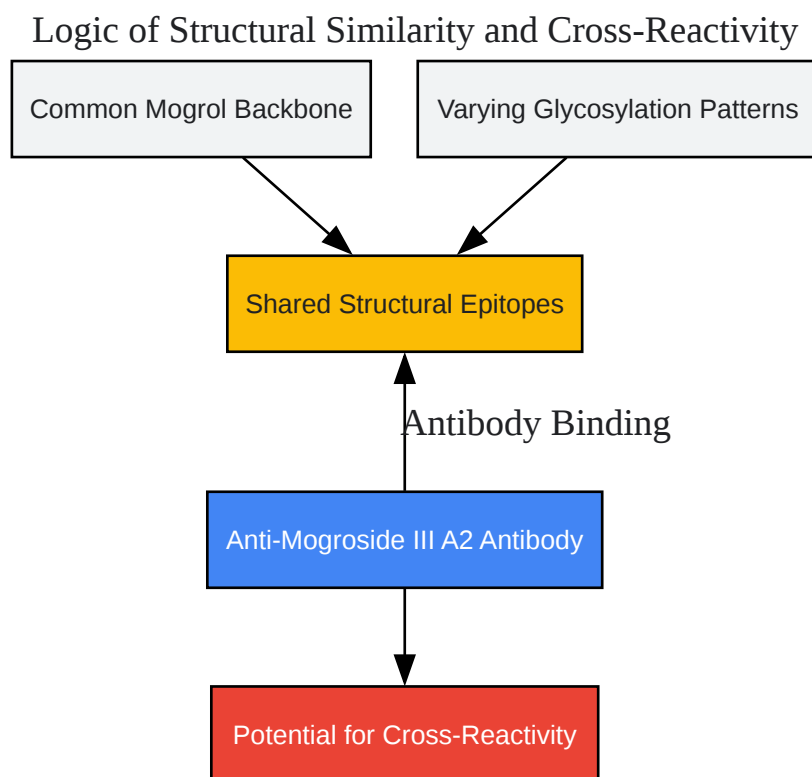 Logic of Structural Similarity and Cross-Reactivity
Common Mogrol Backbone
Varying Glycosylation Patterns
Shared Structural Epitopes
Antibody Binding
Anti-Mogroside III A2 Antibody
Potential for Cross-Reactivity